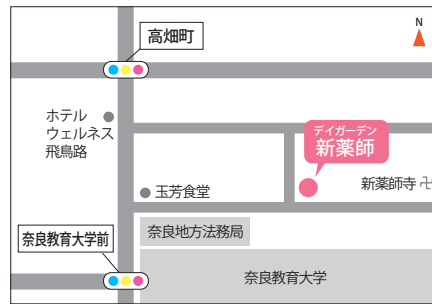 高畑町
N
ホテル
ウェルネス
飛鳥路
デイガーデン
新薬師
新薬師寺 卍
玉芳食堂
奈良地方法務局
奈良教育大学前
奈良教育大学